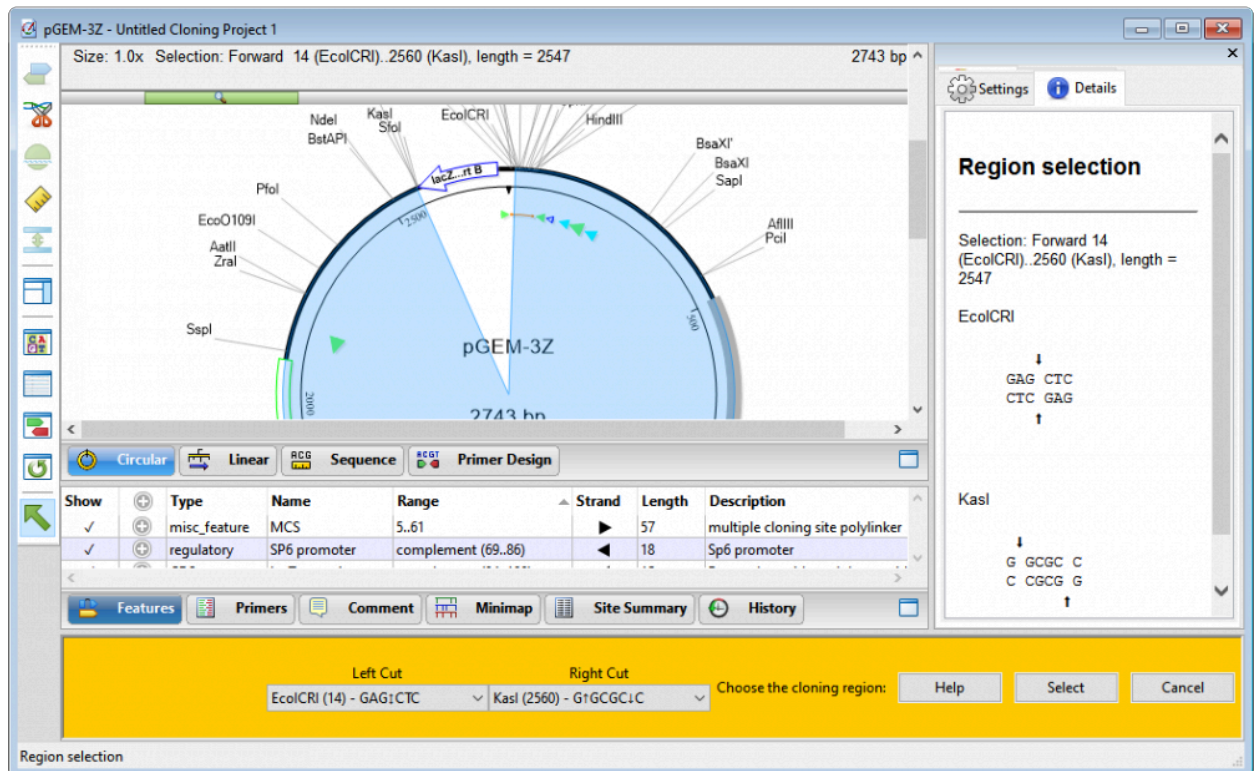 pGEM-3Z - Untitled Cloning Project 1
Size: 1.0x Selection: Forward 14 (EcoICRI)..2560 (KasI), length = 2547 2743 bp
NdeI
BstAPI
KasI
SfoI
EcoICRI
HindIII
BsaXI'
BsaXI
SapI
PfoI
lacZ...rt B
EcoO109I
2500
AflIII
PciI
AatII
ZraI
SspI
500
pGEM-3Z
2000
2743 bp
Circular Linear Sequence Primer Design
Show Type Name Range Strand Length Description
✓ misc_feature MCS 5..61 57 multiple cloning site polylinker
✓ regulatory SP6 promoter complement (69..86) 18 Sp6 promoter
Features Primers Comment Minimap Site Summary History
Settings Details
Region selection
Selection: Forward 14
(EcoICRI)..2560 (KasI), length =
2547
EcoICRI
GAG CTC
CTC GAG
KasI
G GCGC C
C CGCG G
Left Cut Right Cut
EcoICRI (14) - GAG↕CTC KasI (2560) - G↑GCGC↓C Choose the cloning region: Help Select Cancel
Region selection